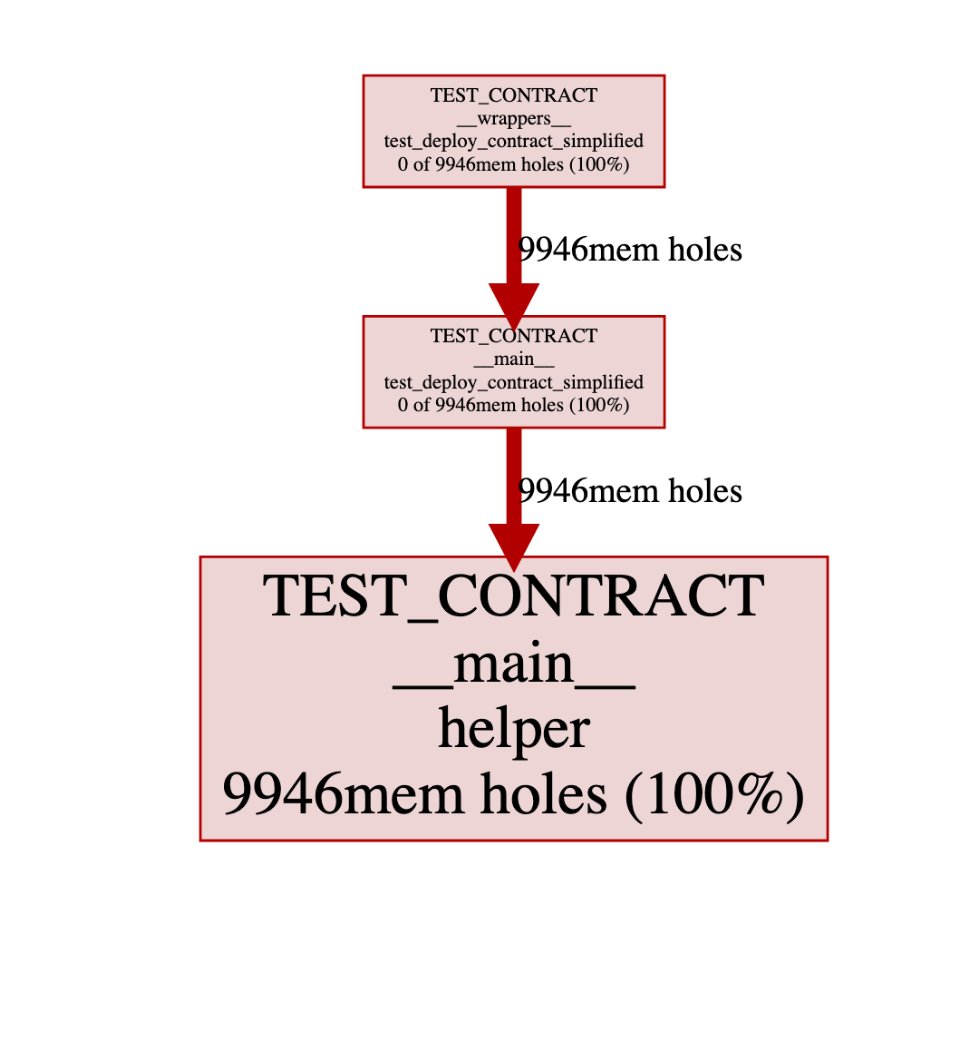 TEST_CONTRACT
__wrappers__
test_deploy_contract_simplified
0 of 9946mem holes (100%)
9946mem holes
TEST_CONTRACT
__main__
test_deploy_contract_simplified
0 of 9946mem holes (100%)
9946mem holes
TEST_CONTRACT
__main__
helper
9946mem holes (100%)